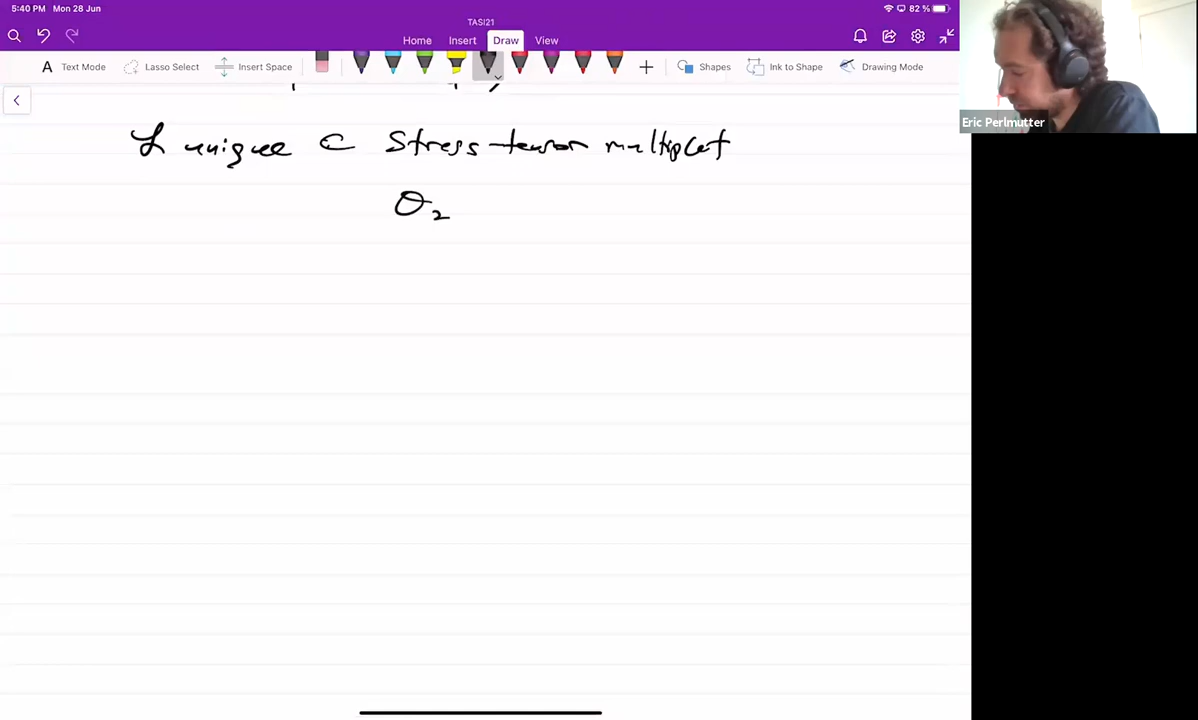 5:40 PM Mon 28 Jun
82 %
TASI21
Home Insert Draw View
A Text Mode Lasso Select Insert Space Shapes Ink to Shape Drawing Mode
Eric Perlmutter
ℒ unique ⊂ Stress-tensor multiplet
𝒪₂